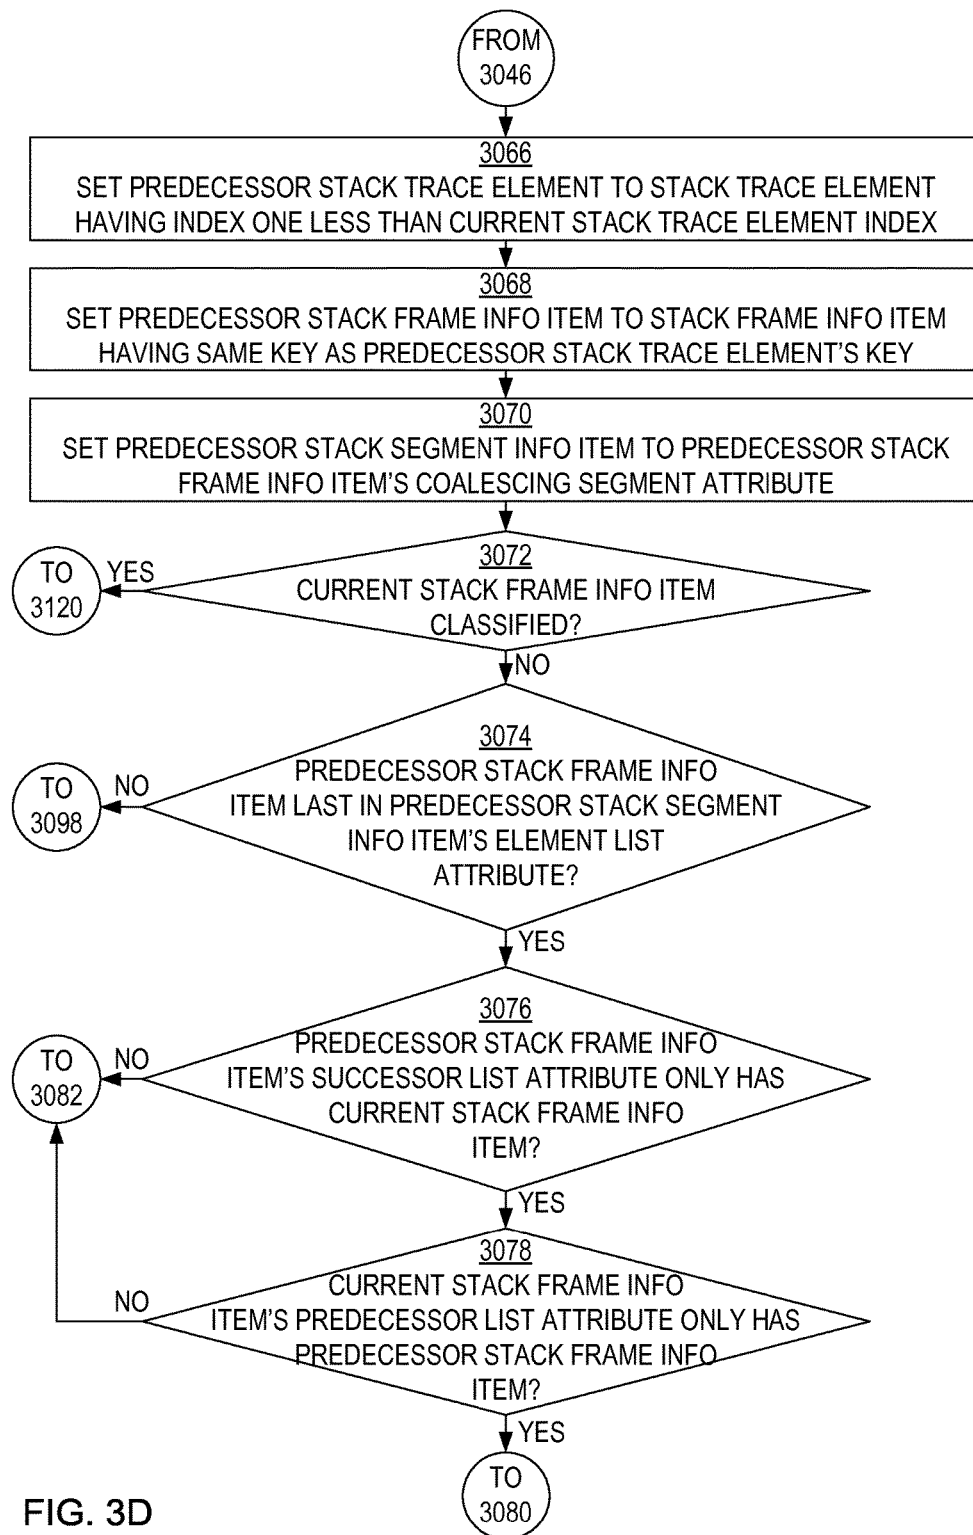 FROM
3046
3066
SET PREDECESSOR STACK TRACE ELEMENT TO STACK TRACE ELEMENT
HAVING INDEX ONE LESS THAN CURRENT STACK TRACE ELEMENT INDEX
3068
SET PREDECESSOR STACK FRAME INFO ITEM TO STACK FRAME INFO ITEM
HAVING SAME KEY AS PREDECESSOR STACK TRACE ELEMENT'S KEY
3070
SET PREDECESSOR STACK SEGMENT INFO ITEM TO PREDECESSOR STACK
FRAME INFO ITEM'S COALESCING SEGMENT ATTRIBUTE
3072
CURRENT STACK FRAME INFO ITEM
CLASSIFIED?
YES
TO
3120
NO
3074
PREDECESSOR STACK FRAME INFO
ITEM LAST IN PREDECESSOR STACK SEGMENT
INFO ITEM'S ELEMENT LIST
ATTRIBUTE?
NO
TO
3098
YES
3076
PREDECESSOR STACK FRAME INFO
ITEM'S SUCCESSOR LIST ATTRIBUTE ONLY HAS
CURRENT STACK FRAME INFO
ITEM?
NO
TO
3082
YES
3078
CURRENT STACK FRAME INFO
ITEM'S PREDECESSOR LIST ATTRIBUTE ONLY HAS
PREDECESSOR STACK FRAME INFO
ITEM?
NO
YES
TO
3080
FIG. 3D